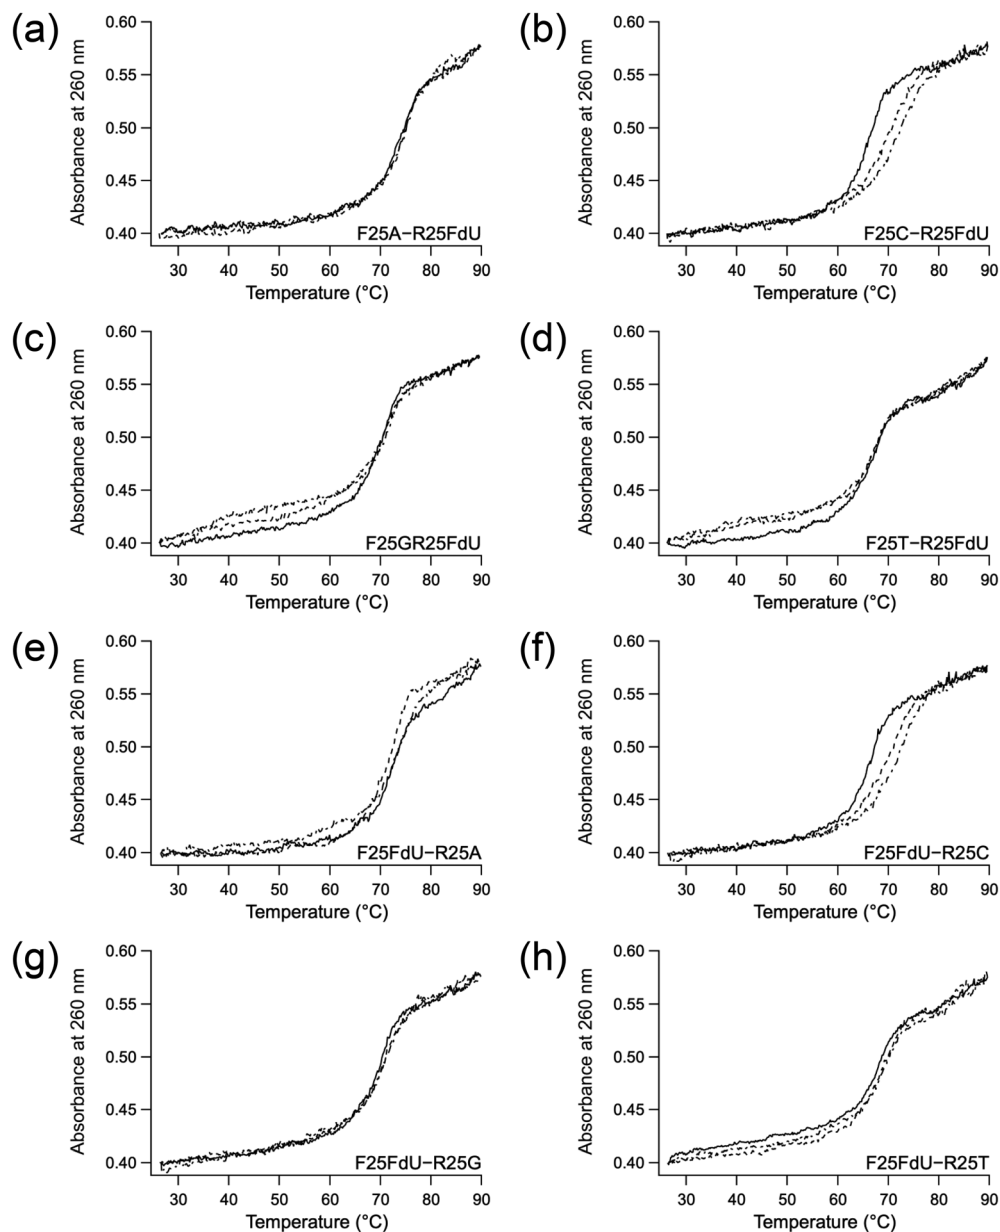 (a)
0.60
0.55
0.50
0.45
0.40
Absorbance at 260 nm
F25A−R25FdU
30 40 50 60 70 80 90
Temperature (°C)
(b)
0.60
0.55
0.50
0.45
0.40
Absorbance at 260 nm
F25C−R25FdU
30 40 50 60 70 80 90
Temperature (°C)
(c)
0.60
0.55
0.50
0.45
0.40
Absorbance at 260 nm
F25GR25FdU
30 40 50 60 70 80 90
Temperature (°C)
(d)
0.60
0.55
0.50
0.45
0.40
Absorbance at 260 nm
F25T−R25FdU
30 40 50 60 70 80 90
Temperature (°C)
(e)
0.60
0.55
0.50
0.45
0.40
Absorbance at 260 nm
F25FdU−R25A
30 40 50 60 70 80 90
Temperature (°C)
(f)
0.60
0.55
0.50
0.45
0.40
Absorbance at 260 nm
F25FdU−R25C
30 40 50 60 70 80 90
Temperature (°C)
(g)
0.60
0.55
0.50
0.45
0.40
Absorbance at 260 nm
F25FdU−R25G
30 40 50 60 70 80 90
Temperature (°C)
(h)
0.60
0.55
0.50
0.45
0.40
Absorbance at 260 nm
F25FdU−R25T
30 40 50 60 70 80 90
Temperature (°C)